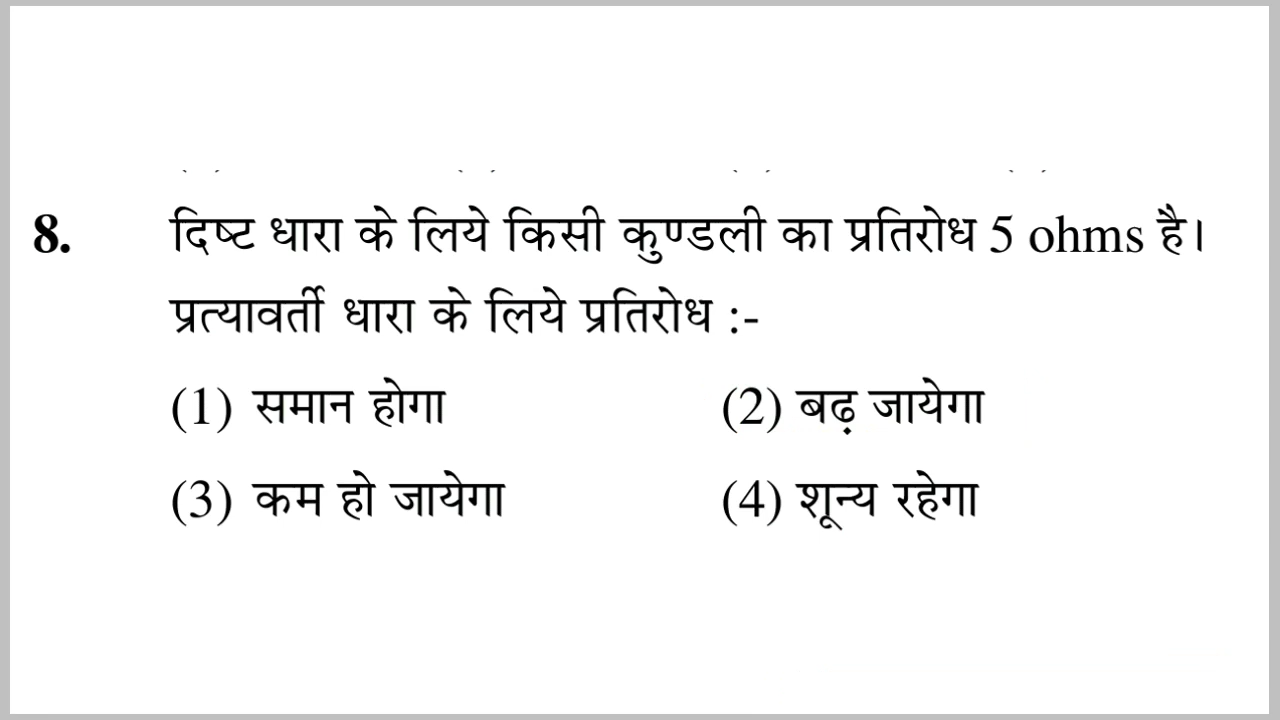 8. दिष्ट धारा के लिये किसी कुण्डली का प्रतिरोध 5 ohms है।
प्रत्यावर्ती धारा के लिये प्रतिरोध :-
(1) समान होगा (2) बढ़ जायेगा
(3) कम हो जायेगा (4) शून्य रहेगा